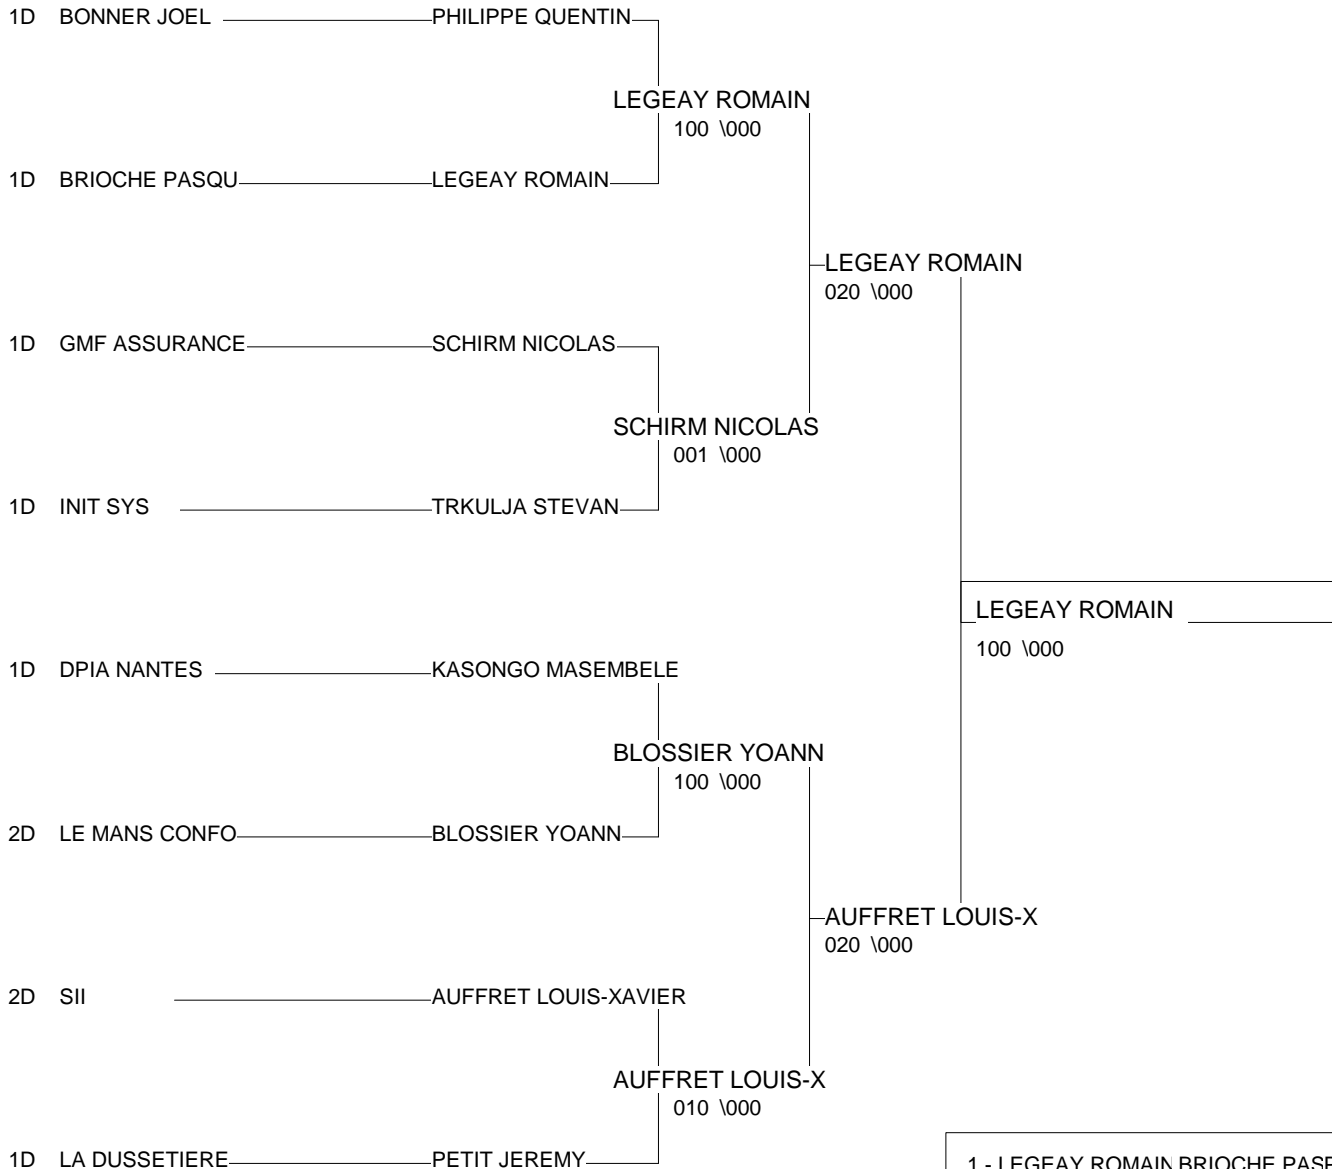 1D BONNER JOEL PHILIPPE QUENTIN
LEGEAY ROMAIN
100 \000
1D BRIOCHE PASQU LEGEAY ROMAIN
LEGEAY ROMAIN
020 \000
1D GMF ASSURANCE SCHIRM NICOLAS
SCHIRM NICOLAS
001 \000
1D INIT SYS TRKULJA STEVAN
LEGEAY ROMAIN
100 \000
1D DPIA NANTES KASONGO MASEMBELE
BLOSSIER YOANN
100 \000
2D LE MANS CONFO BLOSSIER YOANN
AUFFRET LOUIS-X
020 \000
2D SII AUFFRET LOUIS-XAVIER
AUFFRET LOUIS-X
010 \000
1D LA DUSSETIERE PETIT JEREMY
1 - LEGEAY ROMAIN BRIOCHE PASE